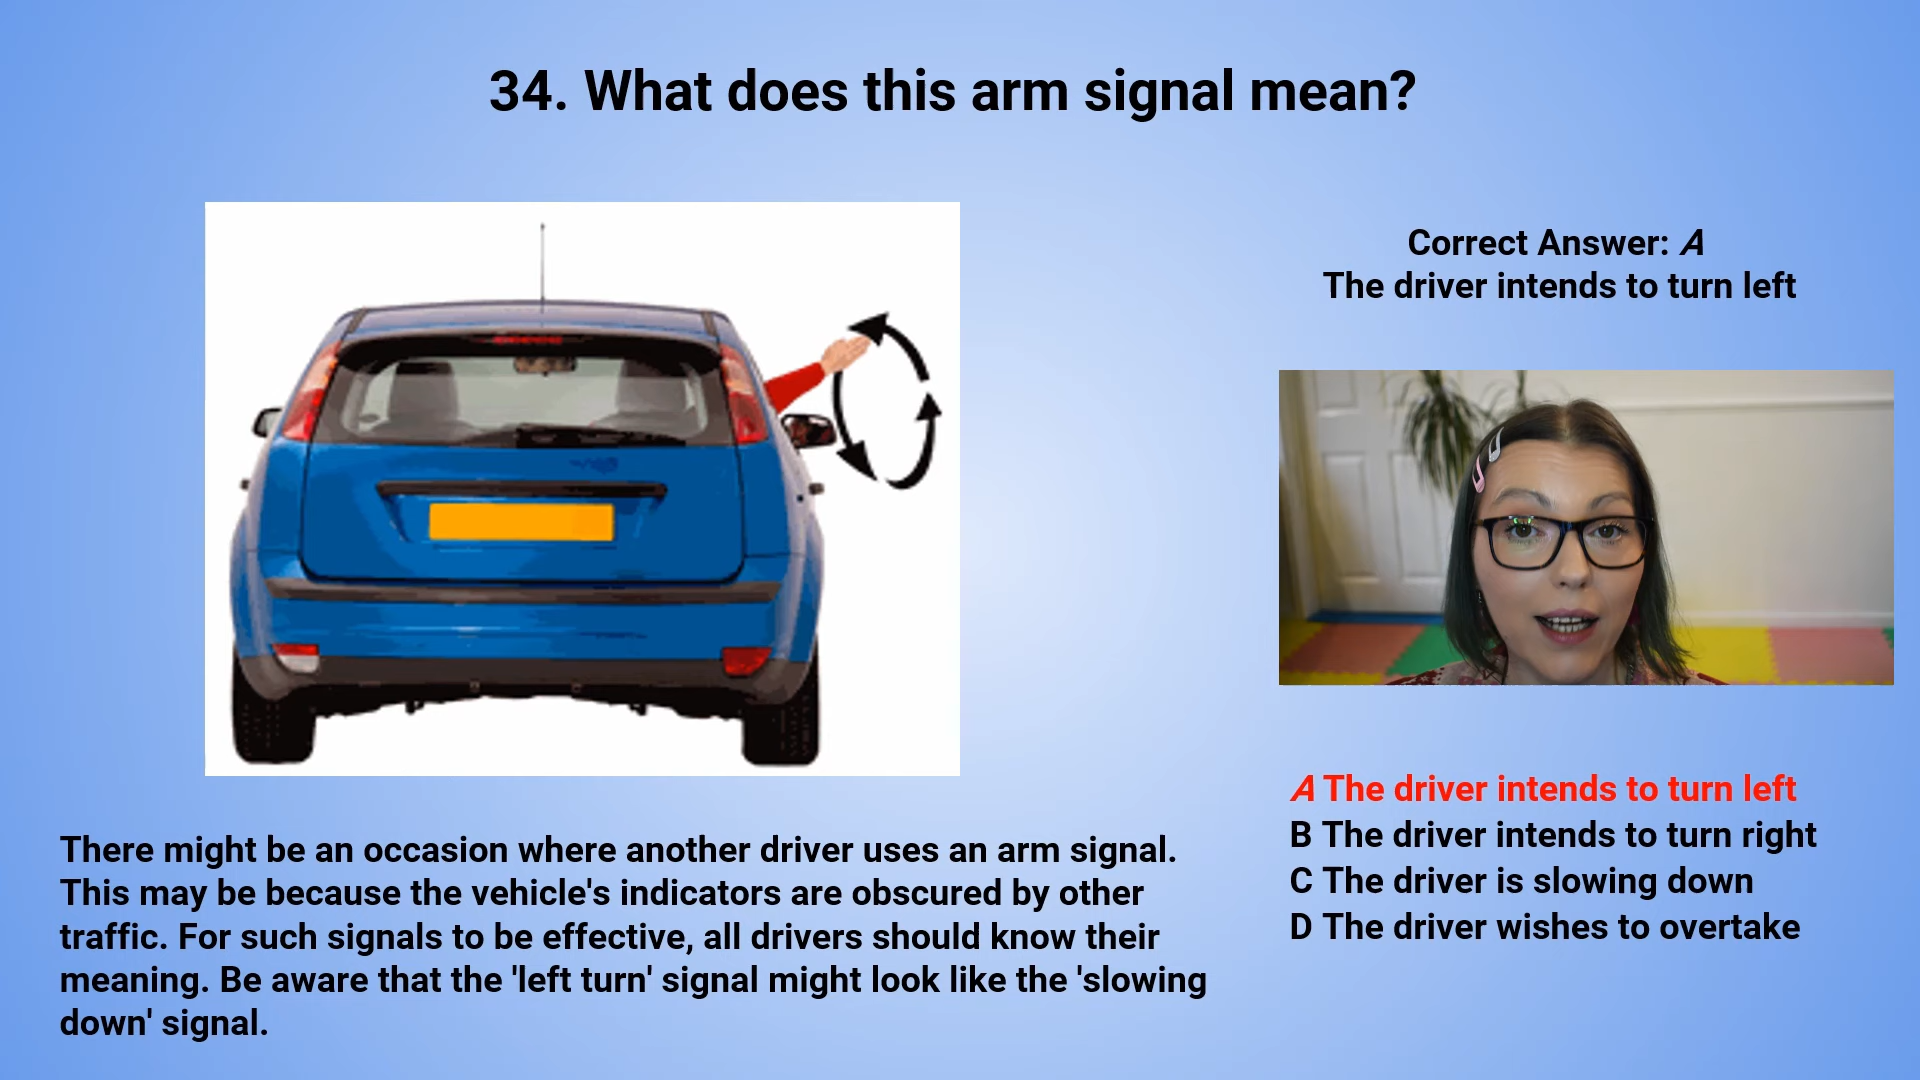 34. What does this arm signal mean?
Correct Answer: A
The driver intends to turn left
A The driver intends to turn left
B The driver intends to turn right
C The driver is slowing down
D The driver wishes to overtake
There might be an occasion where another driver uses an arm signal.
This may be because the vehicle's indicators are obscured by other
traffic. For such signals to be effective, all drivers should know their
meaning. Be aware that the 'left turn' signal might look like the 'slowing
down' signal.